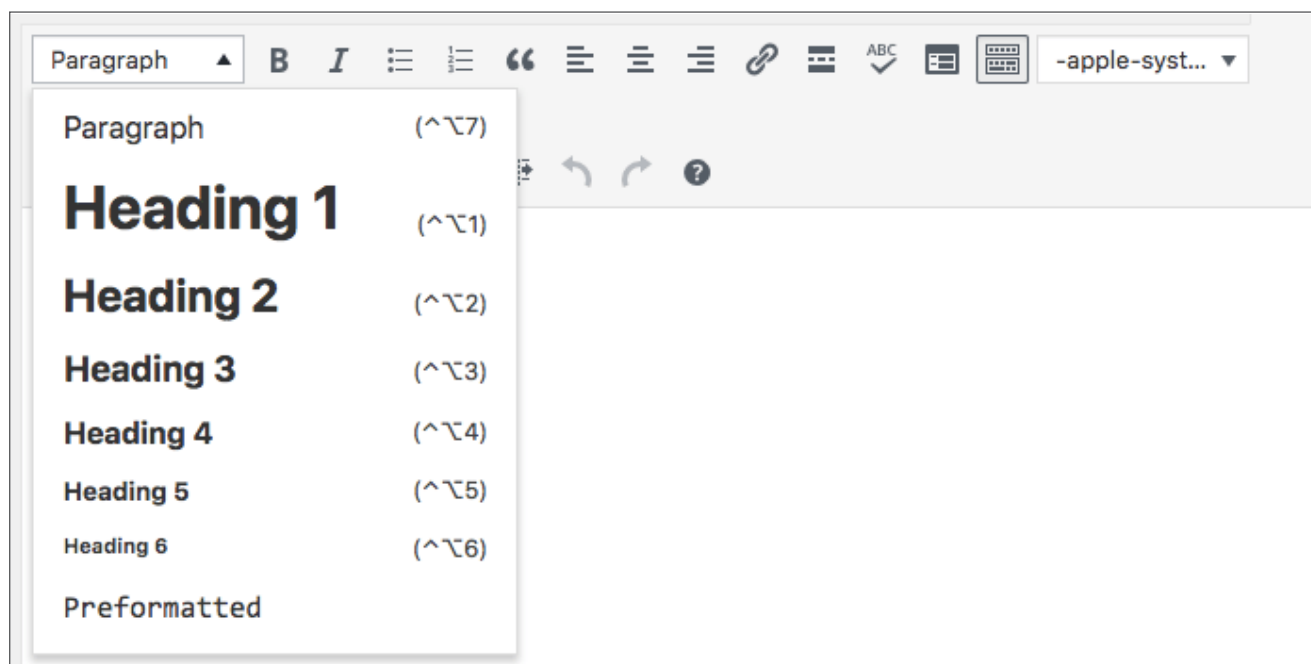 Paragraph ▲ B I “ ABC -apple-syst... ▼
Paragraph (^⌥7)
?
Heading 1 (^⌥1)
Heading 2 (^⌥2)
Heading 3 (^⌥3)
Heading 4 (^⌥4)
Heading 5 (^⌥5)
Heading 6 (^⌥6)
Preformatted